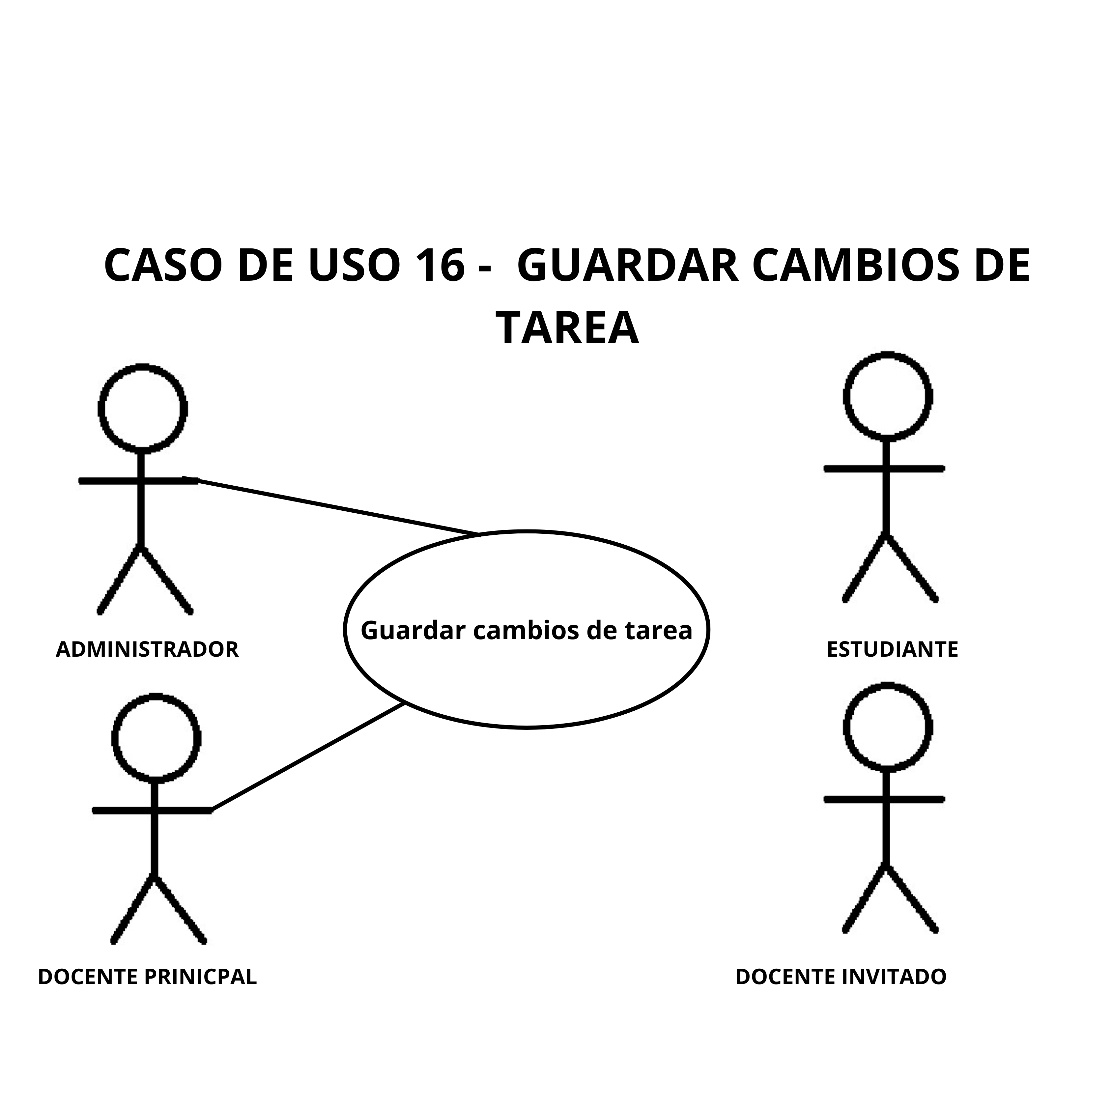 CASO DE USO 16 -  GUARDAR CAMBIOS DE
TAREA
ADMINISTRADOR
ESTUDIANTE
Guardar cambios de tarea
DOCENTE PRINICPAL
DOCENTE INVITADO